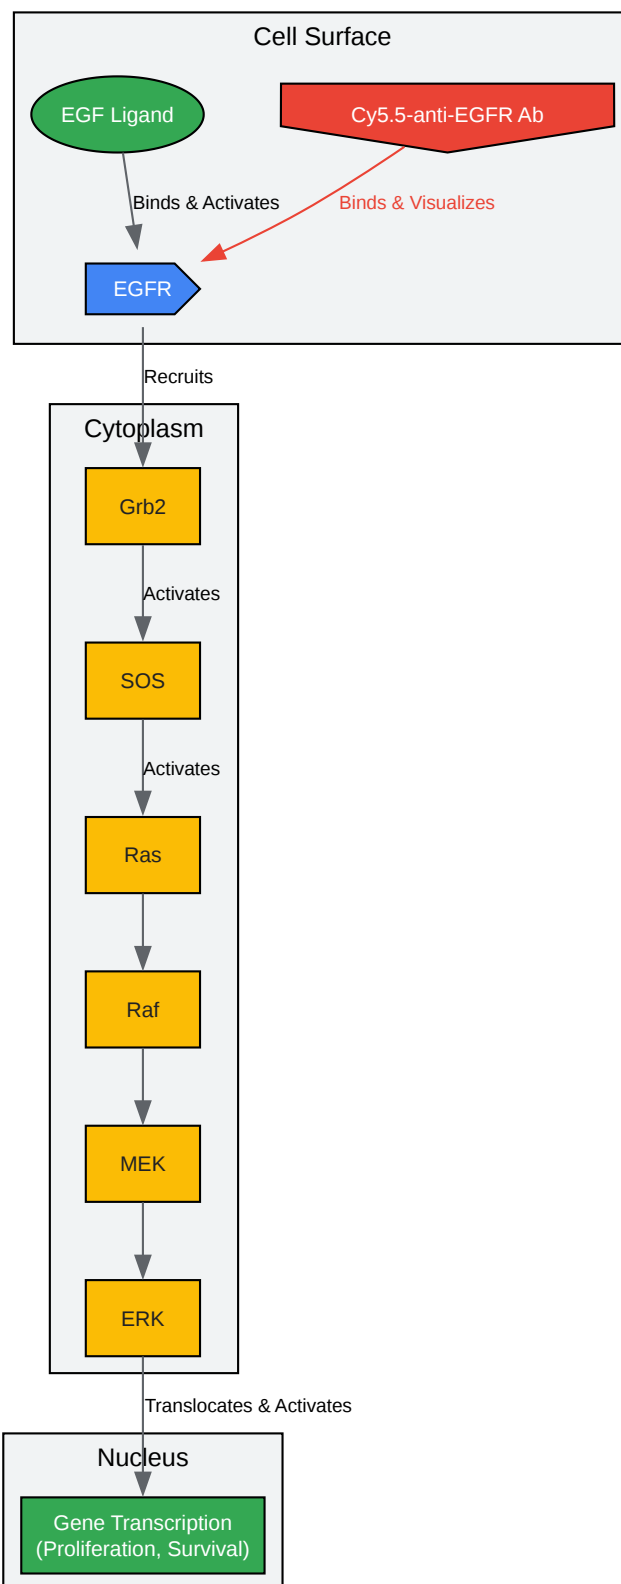 Cell Surface
EGF Ligand
Cy5.5-anti-EGFR Ab
Binds & Activates
Binds & Visualizes
EGFR
Recruits
Cytoplasm
Grb2
Activates
SOS
Activates
Ras
Raf
MEK
ERK
Translocates & Activates
Nucleus
Gene Transcription
(Proliferation, Survival)